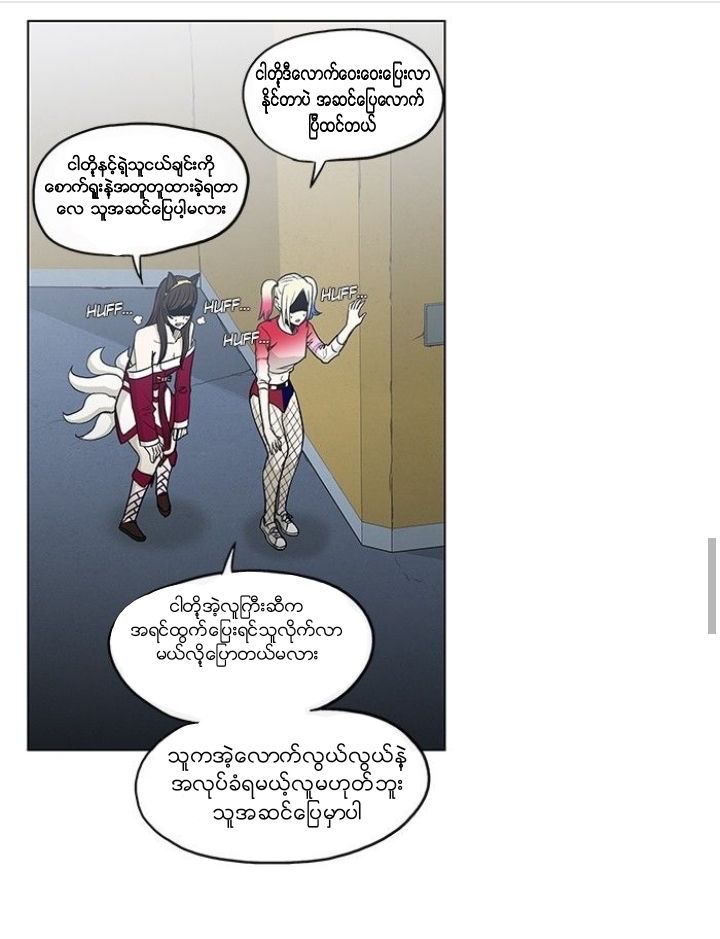 ငါတို့ဒီလောက်ဝေးဝေးပြေးလာ
နိုင်တာပဲ အဆင်ပြေလောက်
ပြီထင်တယ်
ငါတို့နင့်ရဲ့သူငယ်ချင်းကို
စောက်ရူးနဲ့အတူတူထားခဲ့ရတာ
လေ သူအဆင်ပြေပါ့မလား
HUFF...
HUFF...
HUFF...
HUFF...
ငါတို့အဲ့လူကြီးဆီက
အရင်ထွက်ပြေးရင်သူလိုက်လာ
မယ်လို့ပြောတယ်မလား
သူကအဲ့လောက်လွယ်လွယ်နဲ့
အလုပ်ခံရမယ့်လူမဟုတ်ဘူး
သူအဆင်ပြေမှာပါ